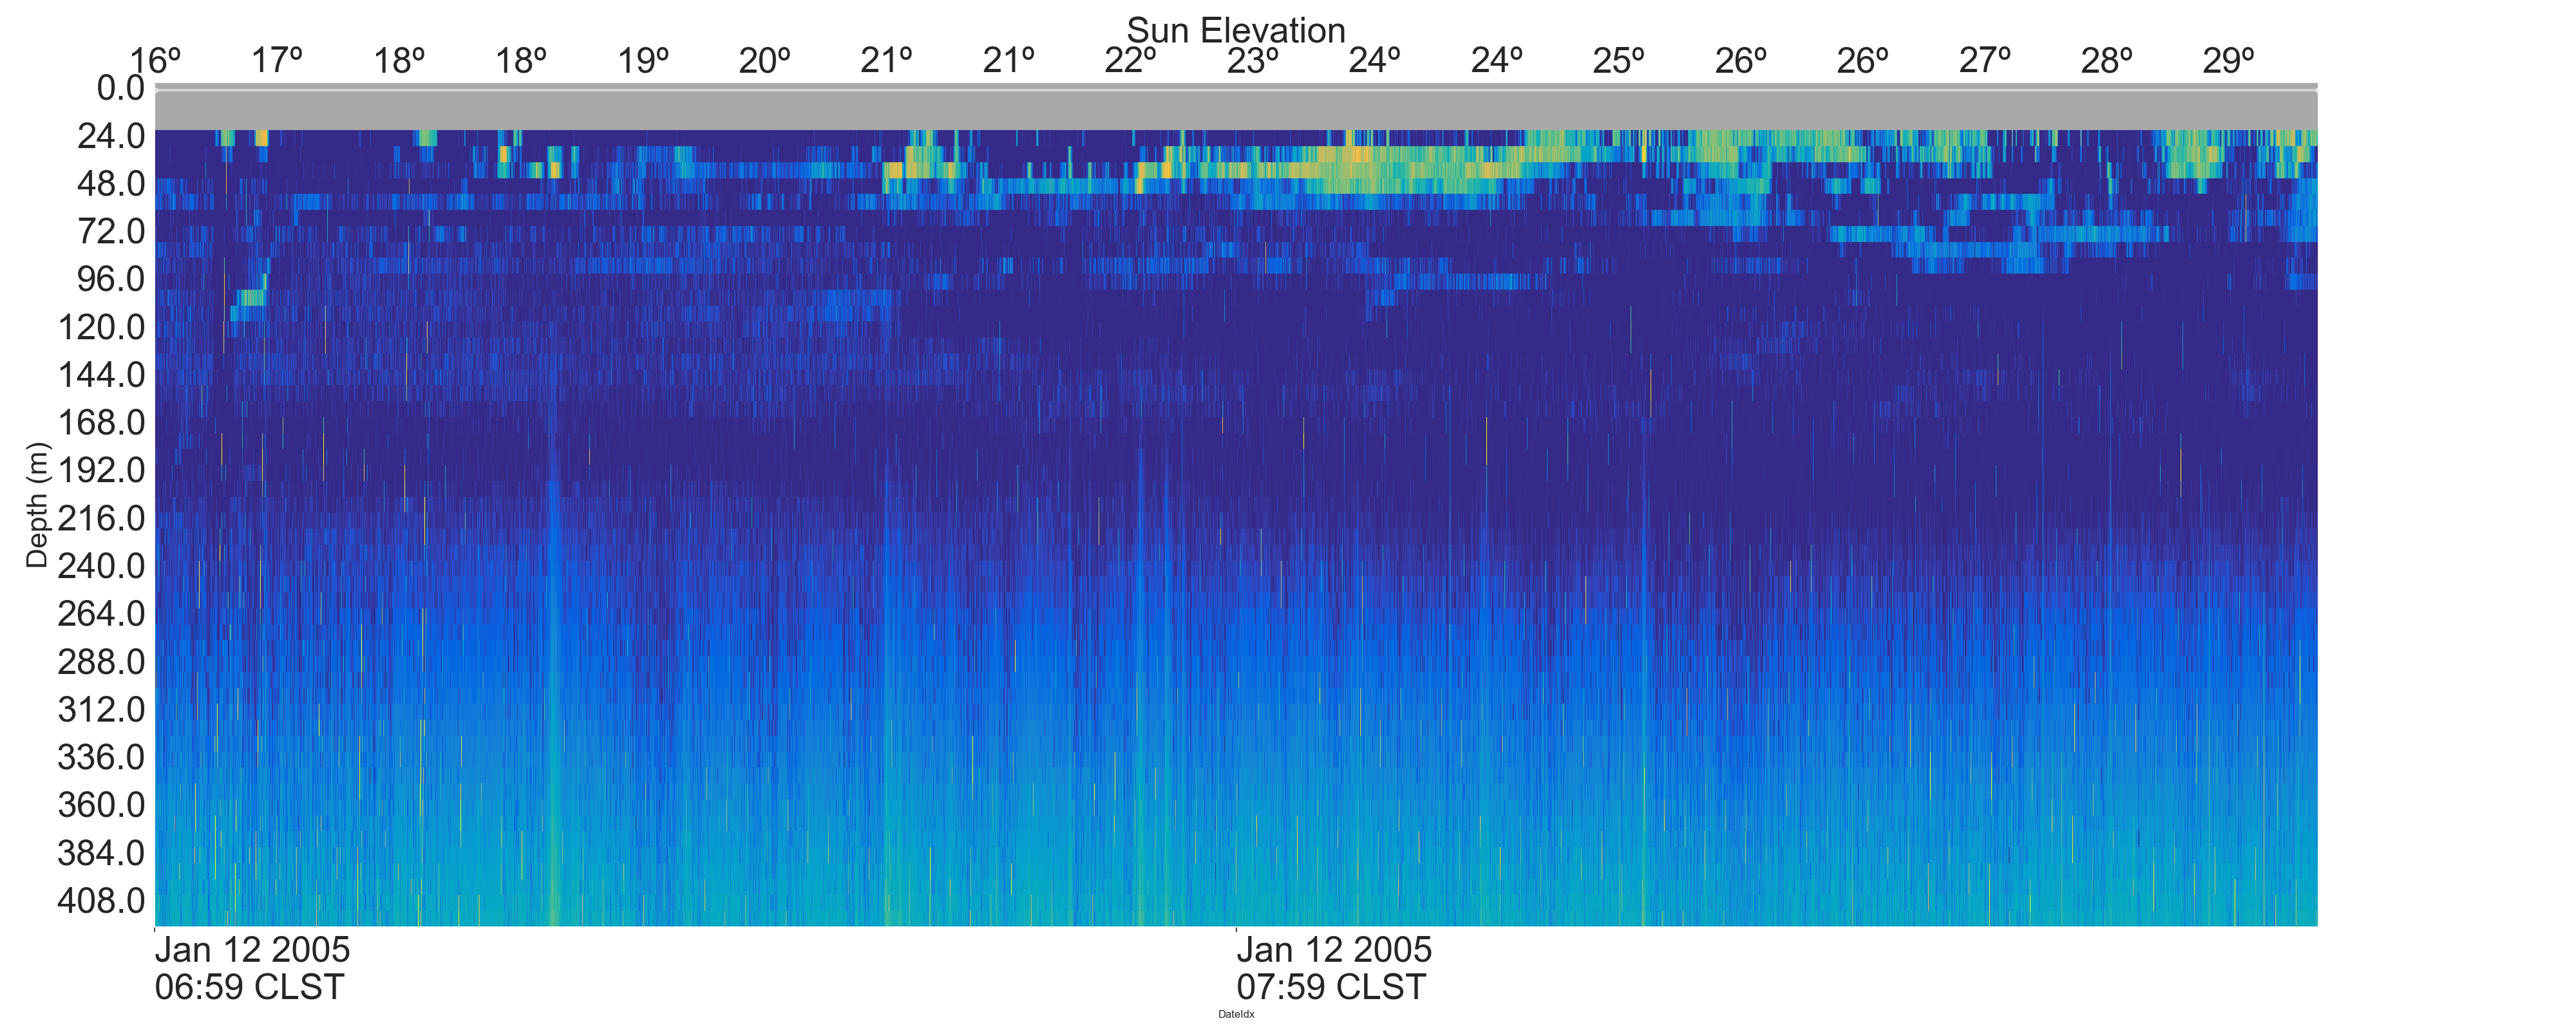 Sun Elevation
16º 17º 18º 18º 19º 20º 21º 21º 22º 23º 24º 24º 25º 26º 26º 27º 28º 29º
0.0
24.0
48.0
72.0
96.0
120.0
144.0
168.0
192.0
216.0
240.0
264.0
288.0
312.0
336.0
360.0
384.0
408.0
Depth (m)
Jan 12 2005
06:59 CLST
Jan 12 2005
07:59 CLST
DateIdx